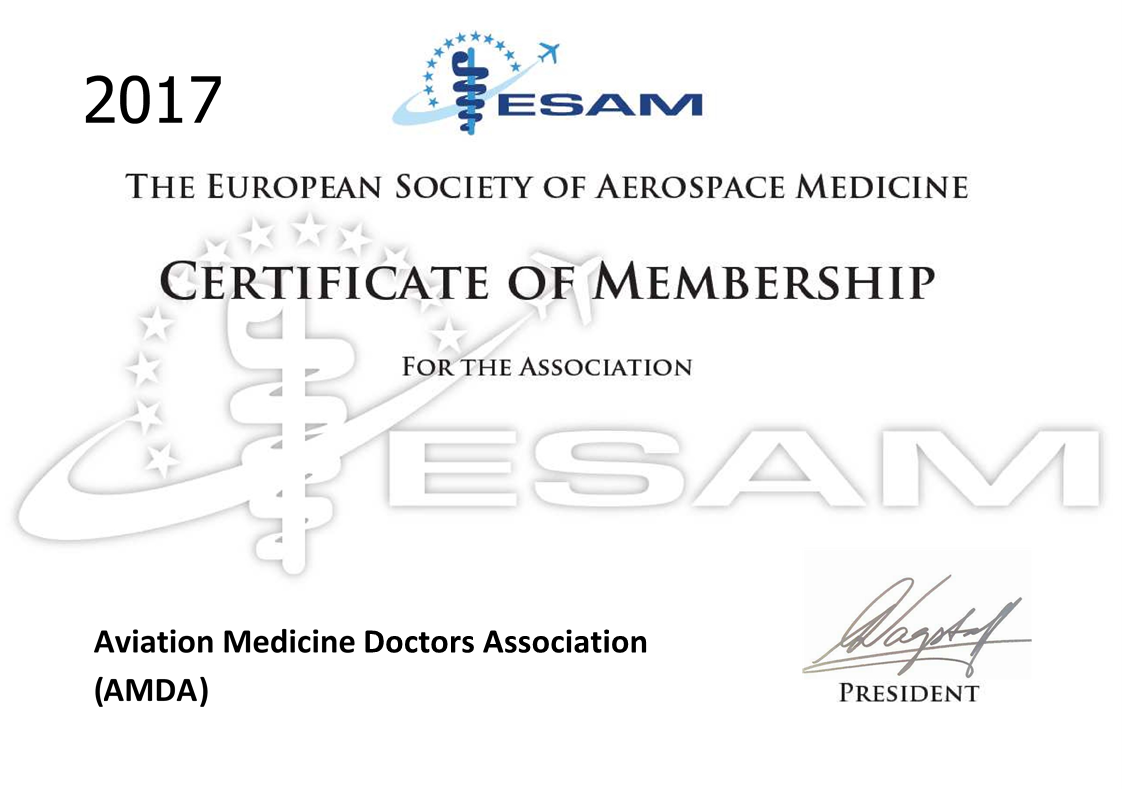 2017
ESAM
THE EUROPEAN SOCIETY OF AEROSPACE MEDICINE
CERTIFICATE OF MEMBERSHIP
FOR THE ASSOCIATION
ESAM
Aviation Medicine Doctors Association
(AMDA)
Wagstaff
PRESIDENT